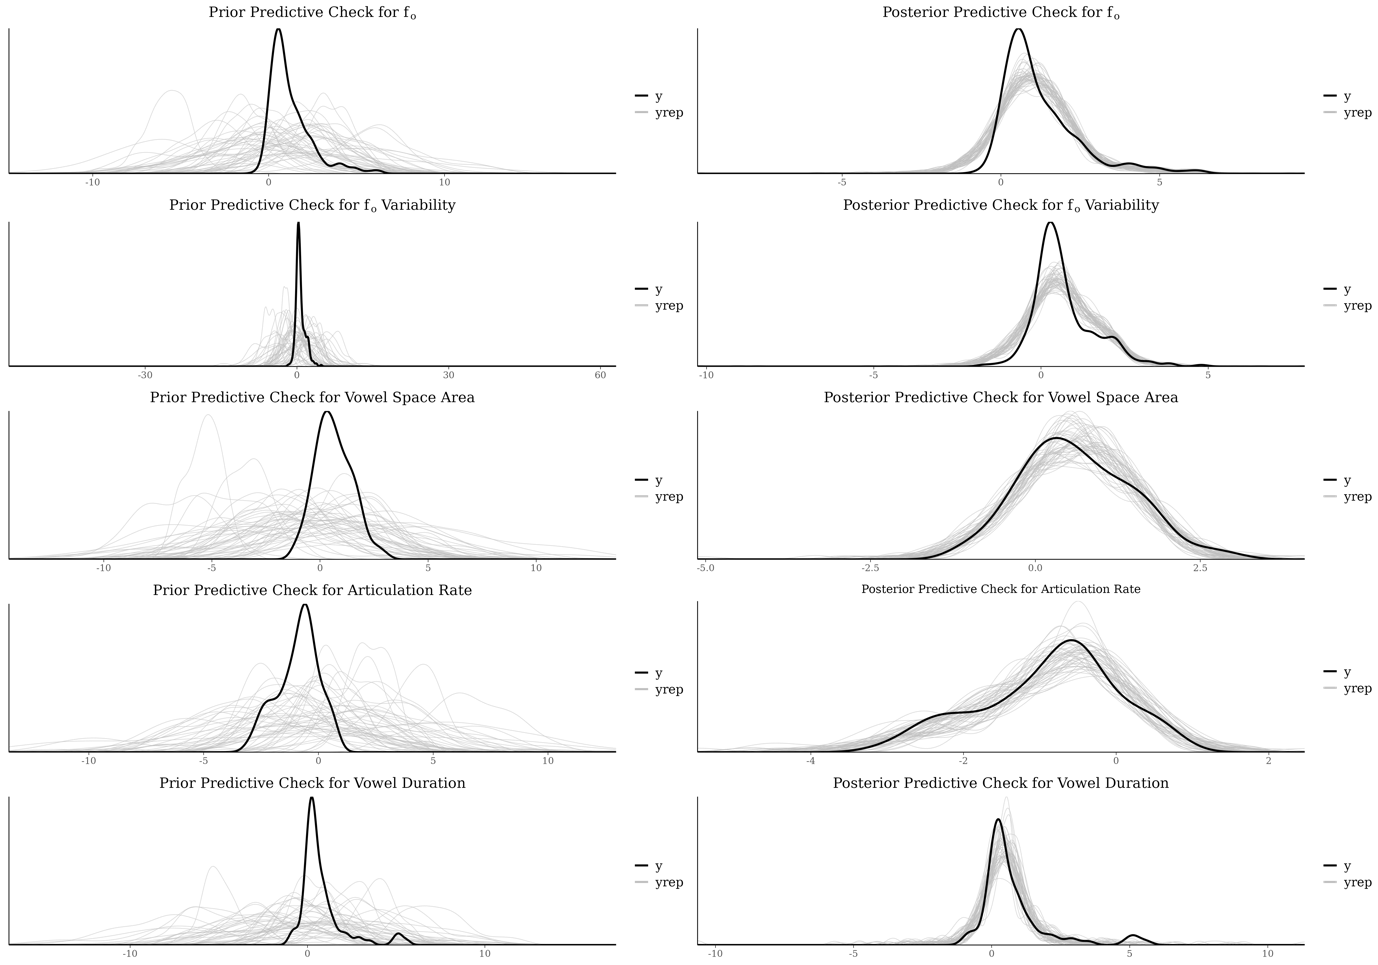 Prior Predictive Check for fo
y
yrep
-10 0 10
Posterior Predictive Check for fo
y
yrep
-5 0 5
Prior Predictive Check for fo Variability
y
yrep
-30 0 30 60
Posterior Predictive Check for fo Variability
y
yrep
-10 -5 0 5
Prior Predictive Check for Vowel Space Area
y
yrep
-10 -5 0 5 10
Posterior Predictive Check for Vowel Space Area
y
yrep
-5.0 -2.5 0.0 2.5
Prior Predictive Check for Articulation Rate
y
yrep
-10 -5 0 5 10
Posterior Predictive Check for Articulation Rate
y
yrep
-4 -2 0 2
Prior Predictive Check for Vowel Duration
y
yrep
-10 0 10
Posterior Predictive Check for Vowel Duration
y
yrep
-10 -5 0 5 10